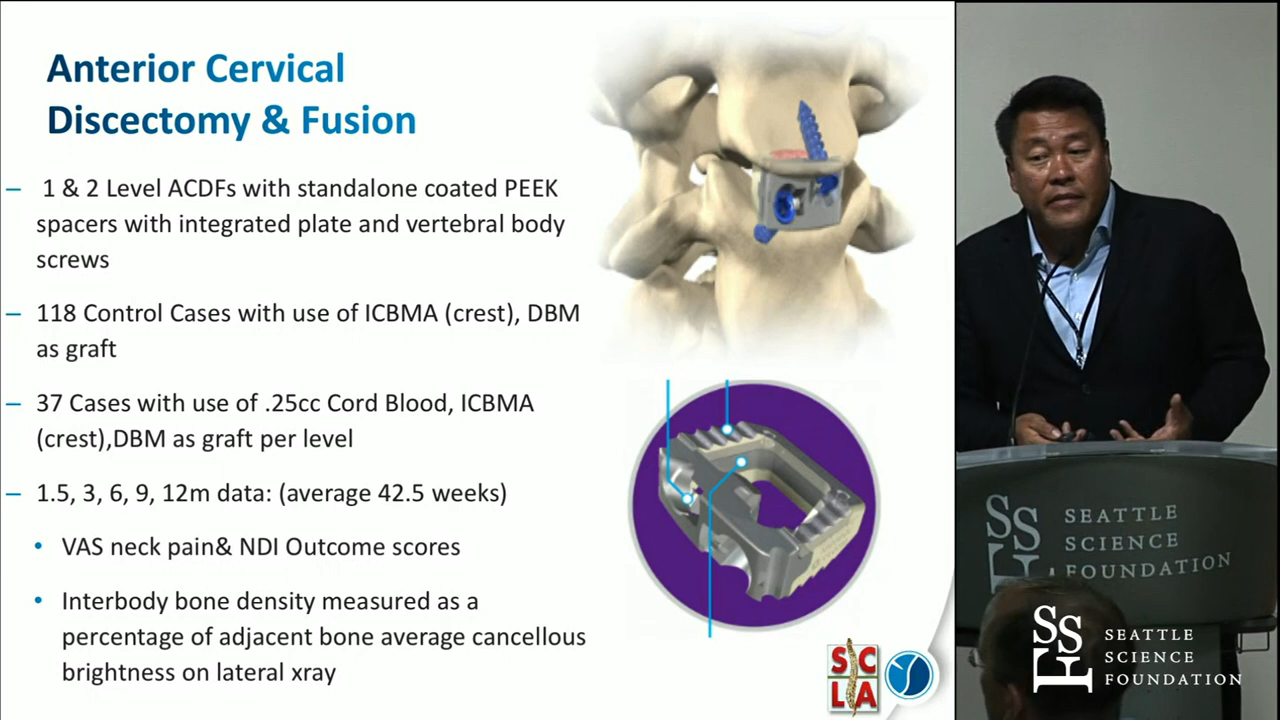 Anterior Cervical
Discectomy & Fusion
– 1 & 2 Level ACDFs with standalone coated PEEK
spacers with integrated plate and vertebral body
screws
– 118 Control Cases with use of ICBMA (crest), DBM
as graft
– 37 Cases with use of .25cc Cord Blood, ICBMA
(crest),DBM as graft per level
– 1.5, 3, 6, 9, 12m data: (average 42.5 weeks)
• VAS neck pain& NDI Outcome scores
• Interbody bone density measured as a
percentage of adjacent bone average cancellous
brightness on lateral xray
SC
LA
SSF
SEATTLE
SCIENCE
FOUNDATION
SSF
SEATTLE
SCIENCE
FOUNDATION